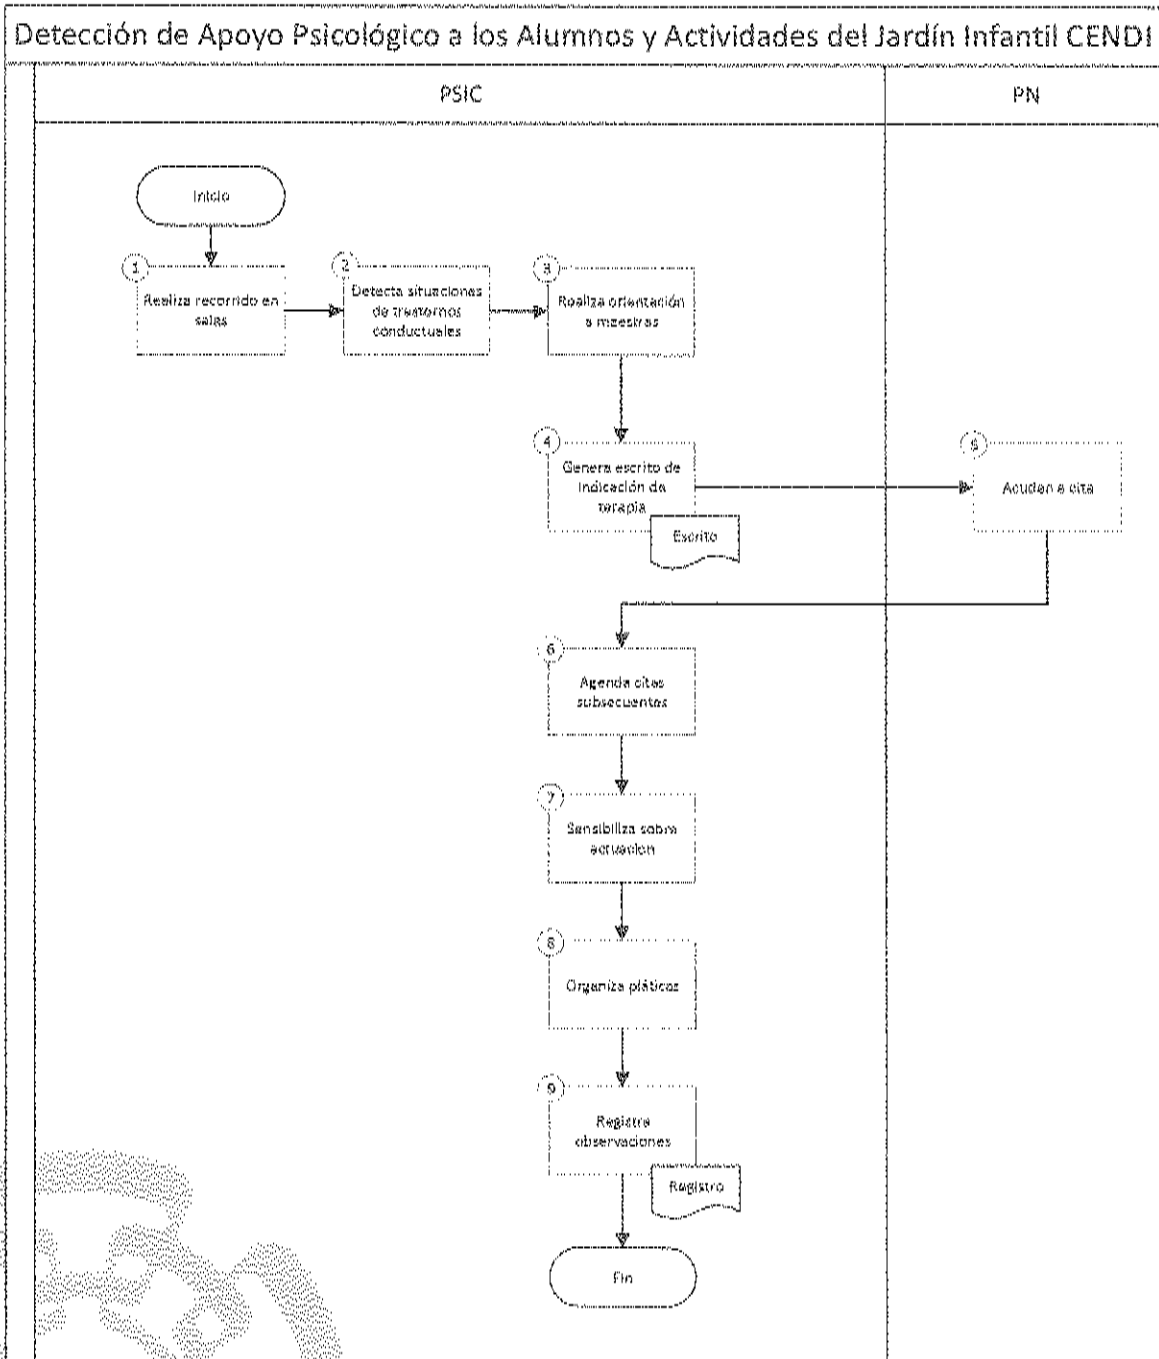 Detección de Apoyo Psicológico a los Alumnos y Actividades del Jardín Infantil CENDI
PSIC
PN
Inicio
1
Realiza recorrido en
salas
2
Detecta situaciones
de trastornos
conductuales
3
Realiza orientación
a maestras
4
Genera escrito de
indicación de
terapia
Escrito
5
Acuden a cita
6
Agenda citas
subsecuentes
7
Sensibiliza sobre
actuacion
8
Organiza pláticas
9
Registra
observaciones
Registro
Fin